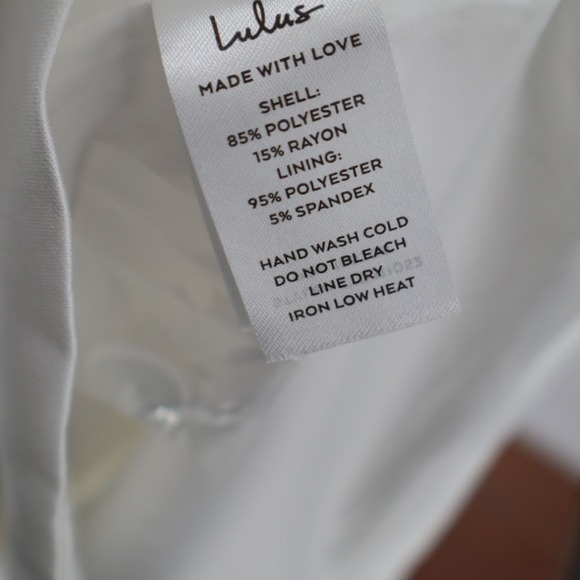 Lulus
MADE WITH LOVE
SHELL:
85% POLYESTER
15% RAYON
LINING:
95% POLYESTER
5% SPANDEX
HAND WASH COLD
DO NOT BLEACH
LINE DRY
IRON LOW HEAT